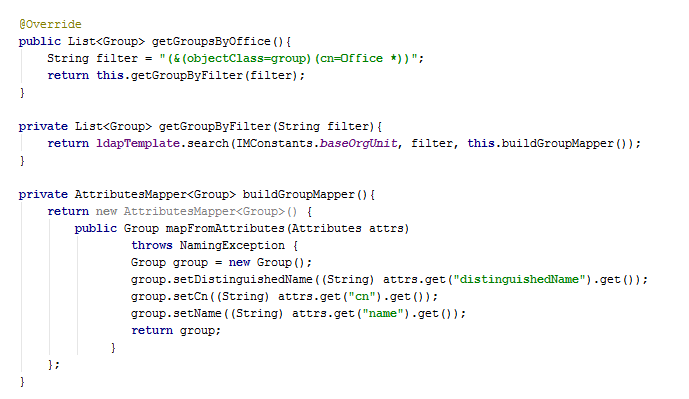 @Override
public List<Group> getGroupsByOffice(){
    String filter = "(&(objectClass=group)(cn=Office *))";
    return this.getGroupByFilter(filter);
}

private List<Group> getGroupByFilter(String filter){
    return ldapTemplate.search(IMConstants.baseOrgUnit, filter, this.buildGroupMapper());
}

private AttributesMapper<Group> buildGroupMapper(){
    return new AttributesMapper<Group>() {
        public Group mapFromAttributes(Attributes attrs)
                throws NamingException {
                Group group = new Group();
                group.setDistinguishedName((String) attrs.get("distinguishedName").get());
                group.setCn((String) attrs.get("cn").get());
                group.setName((String) attrs.get("name").get());
                return group;
             }
    };
}